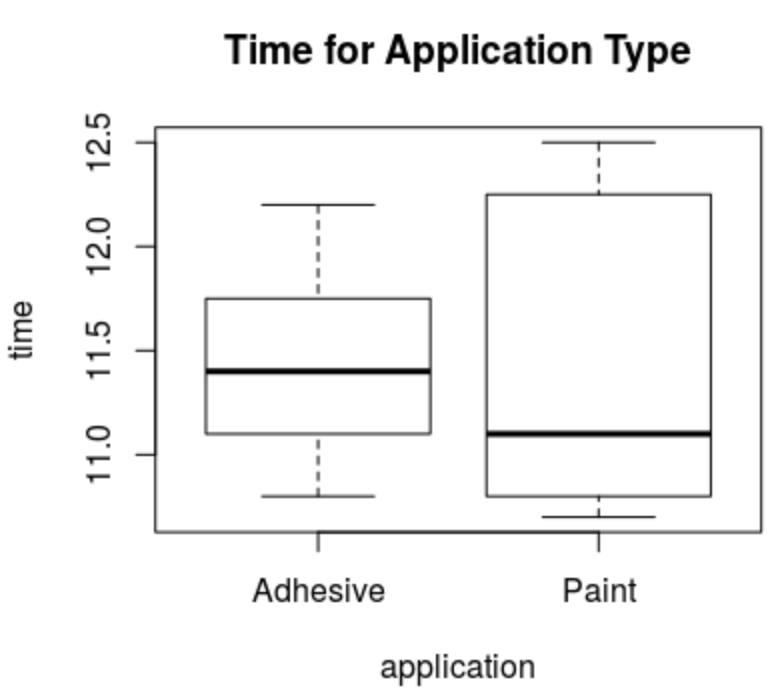 Time for Application Type
12.5
12.0
11.5
11.0
time
Adhesive Paint
application